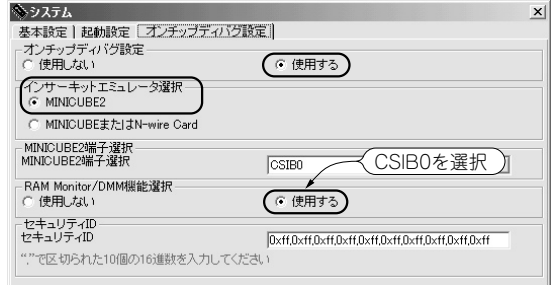 システム
基本設定 起動設定 オンチップディバグ設定
オンチップディバグ設定
使用しない 使用する
インサーキットエミュレータ選択
MINICUBE2
MINICUBEまたはN-wire Card
MINICUBE2端子選択
MINICUBE2端子選択 CSIB0 CSIB0を選択
RAM Monitor/DMM機能選択
使用しない 使用する
セキュリティID
セキュリティID 0xff,0xff,0xff,0xff,0xff,0xff,0xff,0xff,0xff,0xff
","で区切られた10個の16進数を入力してください